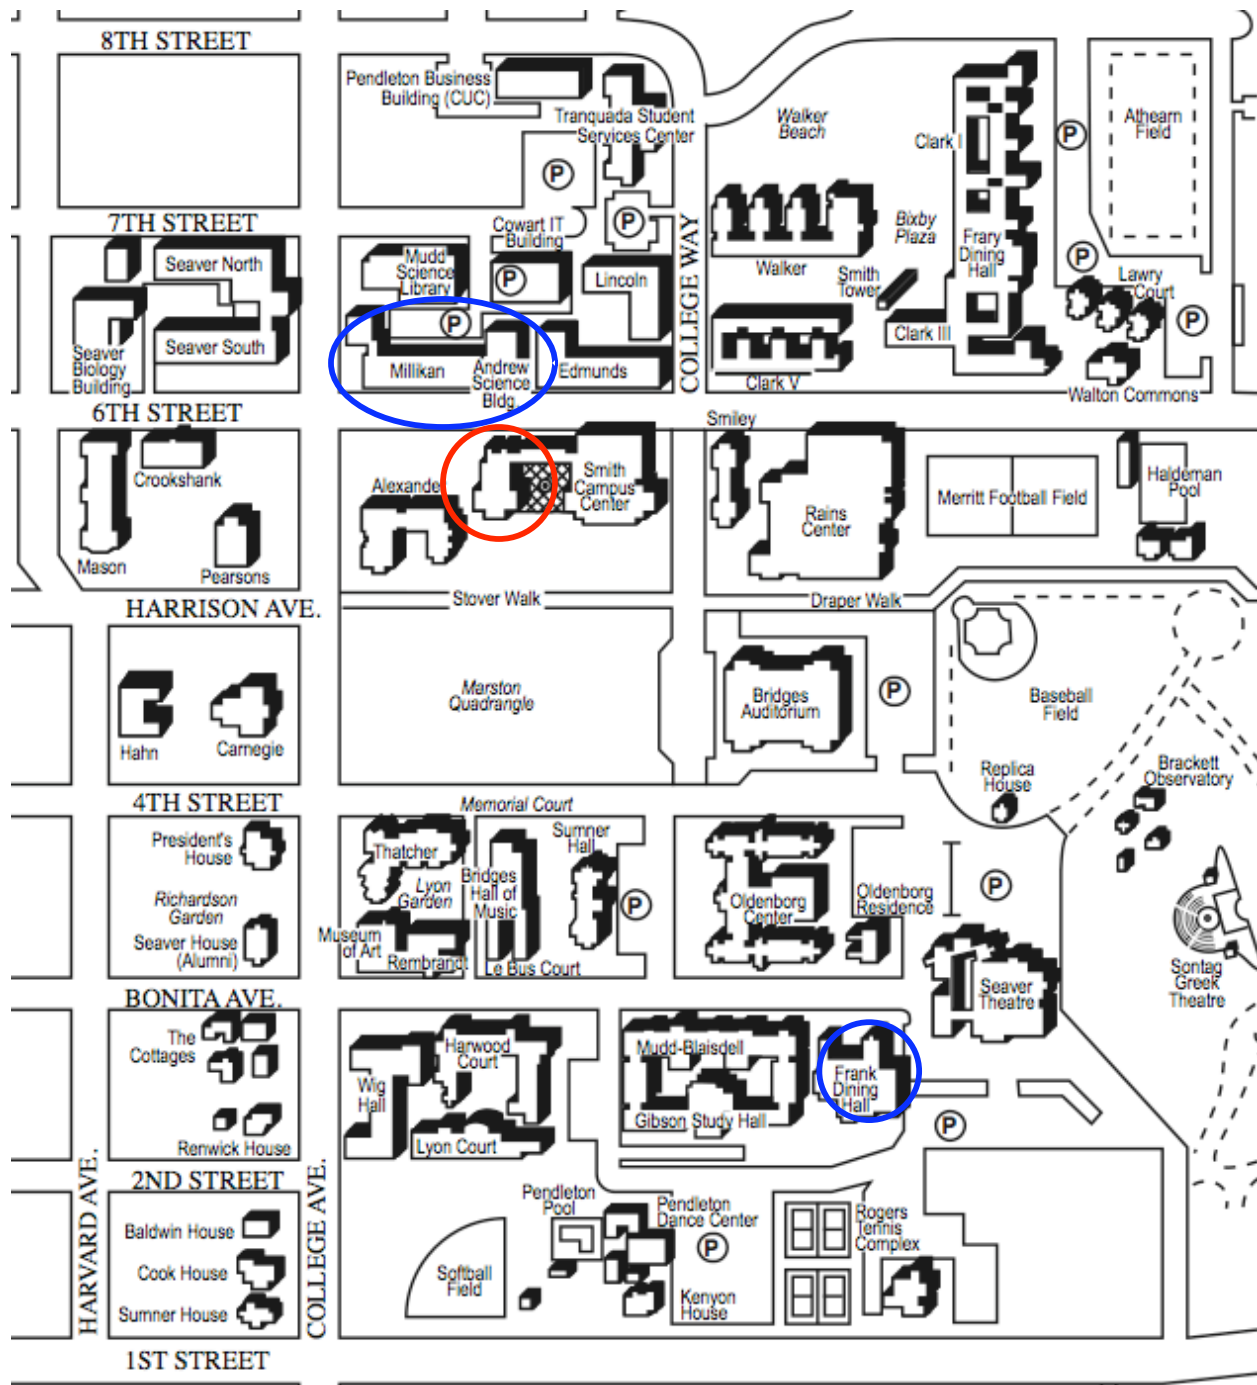 8TH STREET
Pendleton Business
Building (CUC)
Tranquada Student
Services Center
Walker
Beach
Clark I
P
Athearn
Field
P
7TH STREET
Cowart IT
Building
P
COLLEGE WAY
Bixby
Plaza
Frary
Dining
Hall
P
Seaver North
Mudd
Science
Library
P
Lincoln
Walker
Smith
Tower
Lawry
Court
P
Seaver South
P
Clark III
Seaver
Biology
Building
Millikan
Andrew
Science
Bldg.
Edmunds
Clark V
Walton Commons
6TH STREET
Smiley
Crookshank
Alexande
Smith
Campus
Center
Rains
Center
Merritt Football Field
Haldeman
Pool
Mason
Pearsons
Stover Walk
Draper Walk
HARRISON AVE.
Marston
Quadrangle
Bridges
Auditorium
P
Baseball
Field
Hahn
Carnegie
Replica
House
Brackett
Observatory
4TH STREET
Memorial Court
President's
House
Thatcher
Sumner
Hall
Bridges
Hall of
Music
Lyon
Garden
P
Oldenborg
Center
Oldenborg
Residence
P
Richardson
Garden
Seaver House
(Alumni)
Museum
of Art
Rembrandt
Le Bus Court
Seaver
Theatre
Sontag
Greek
Theatre
BONITA AVE.
The
Cottages
Harwood
Court
Mudd-Blaisdell
Wig
Hall
Frank
Dining
Hall
Gibson Study Hall
P
Renwick House
Lyon Court
HARVARD AVE.
2ND STREET
COLLEGE AVE.
Pendleton
Pool
Pendleton
Dance Center
Rogers
Tennis
Complex
Baldwin House
P
Cook House
Softball
Field
Sumner House
Kenyon
House
1ST STREET